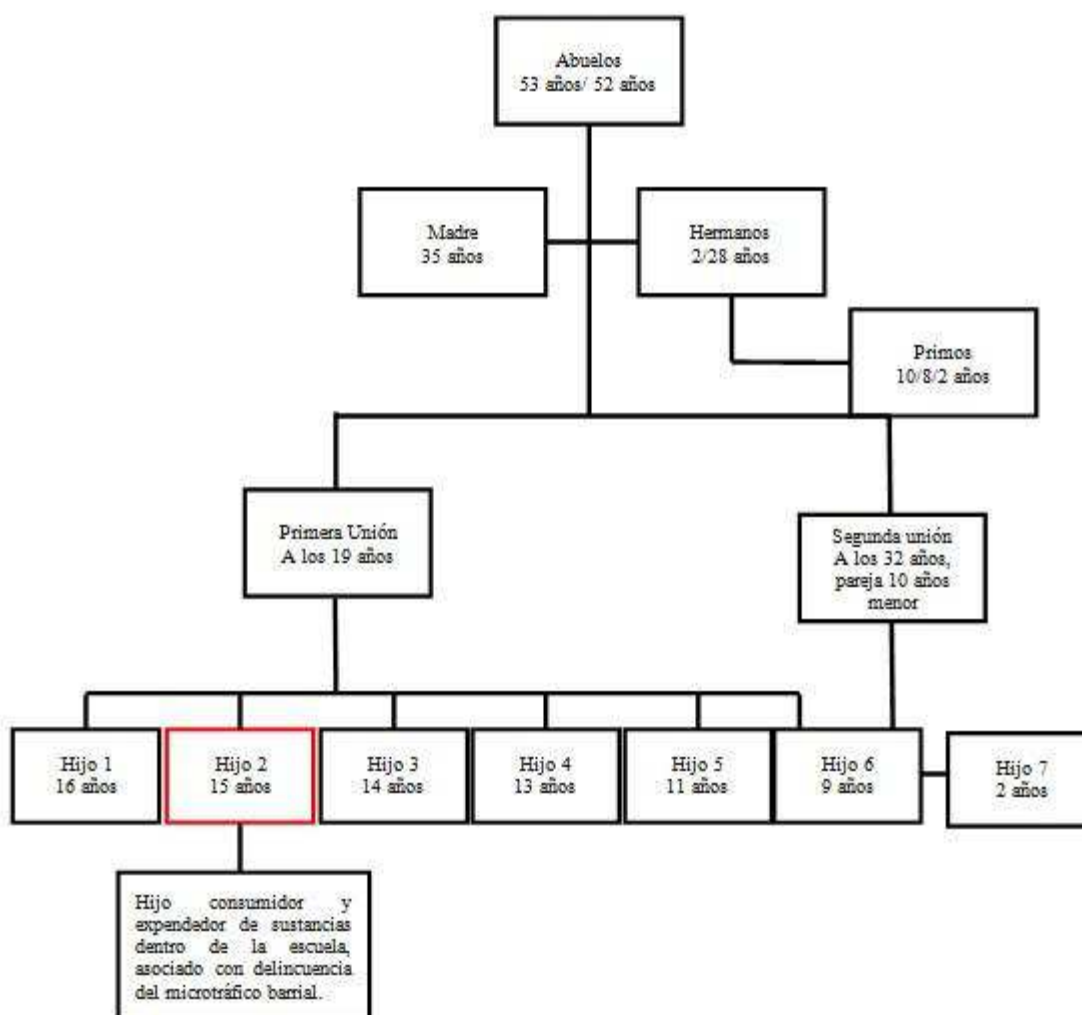 Abuelos
53 años/ 52 años
Madre
35 años
Hermanos
2/28 años
Primos
10/8/2 años
Primera Unión
A los 19 años
Segunda unión
A los 32 años,
pareja 10 años
menor
Hijo 1
16 años
Hijo 2
15 años
Hijo 3
14 años
Hijo 4
13 años
Hijo 5
11 años
Hijo 6
9 años
Hijo 7
2 años
Hijo consumidor y
expendedor de sustancias
dentro de la escuela,
asociado con delincuencia
del microtráfico barrial.